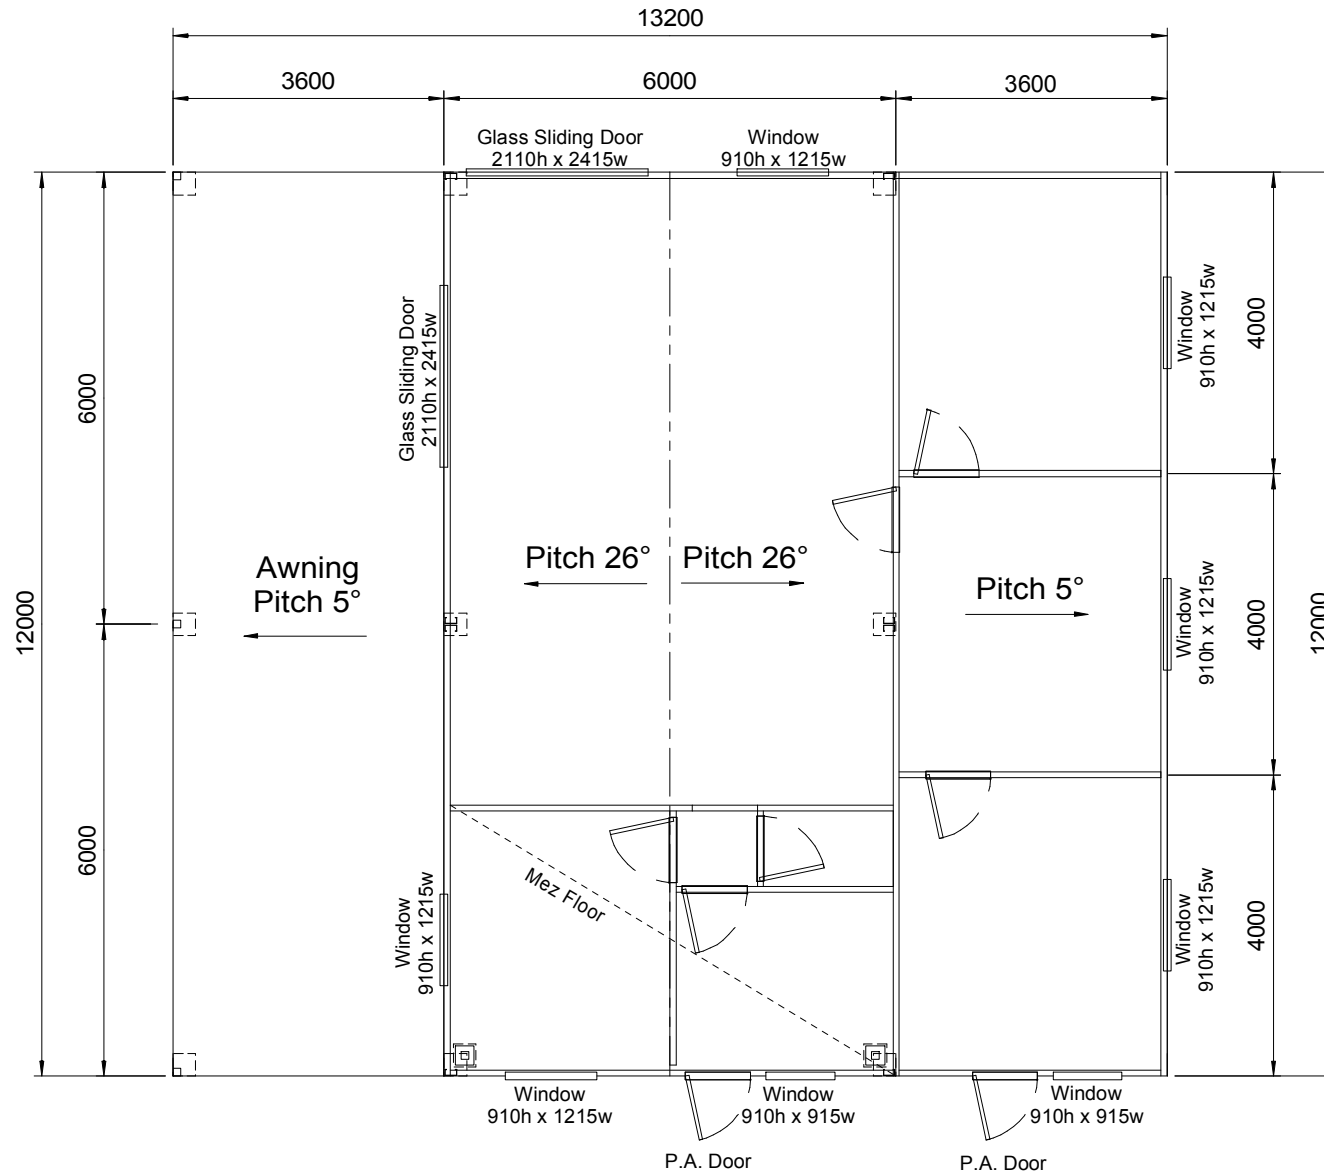 13200
3600
6000
3600
Glass Sliding Door
2110h x 2415w
Window
910h x 1215w
Glass Sliding Door
2110h x 2415w
Window
910h x 1215w
4000
6000
12000
Awning
Pitch 5°
Pitch 26°
Pitch 26°
Pitch 5°
Window
910h x 1215w
4000
12000
6000
Mez Floor
Window
910h x 1215w
Window
910h x 1215w
4000
Window
910h x 1215w
Window
910h x 915w
Window
910h x 915w
P.A. Door
P.A. Door